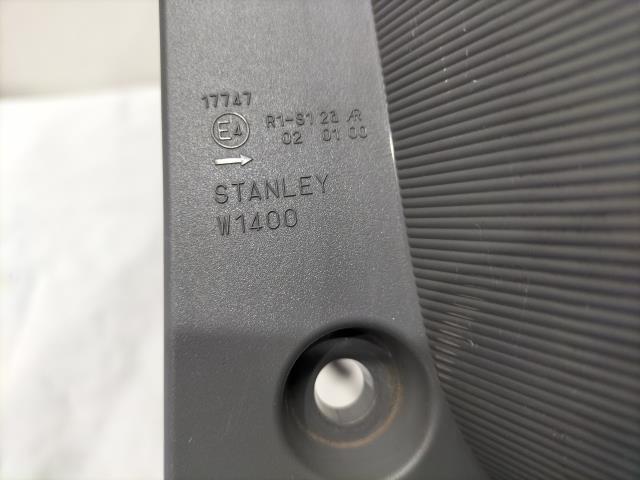 17747
E4 R1-S1 2a AR
02 01 00
→
STANLEY
W1400